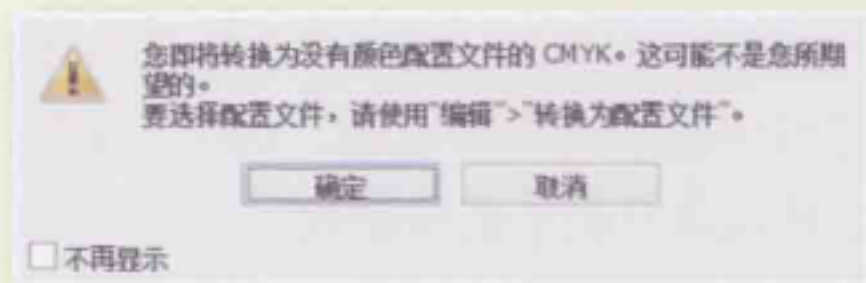 您即将转换为没有颜色配置文件的 CMYK。这可能不是您所期
望的。
要选择配置文件，请使用"编辑">"转换为配置文件"。
确定
取消
不再显示